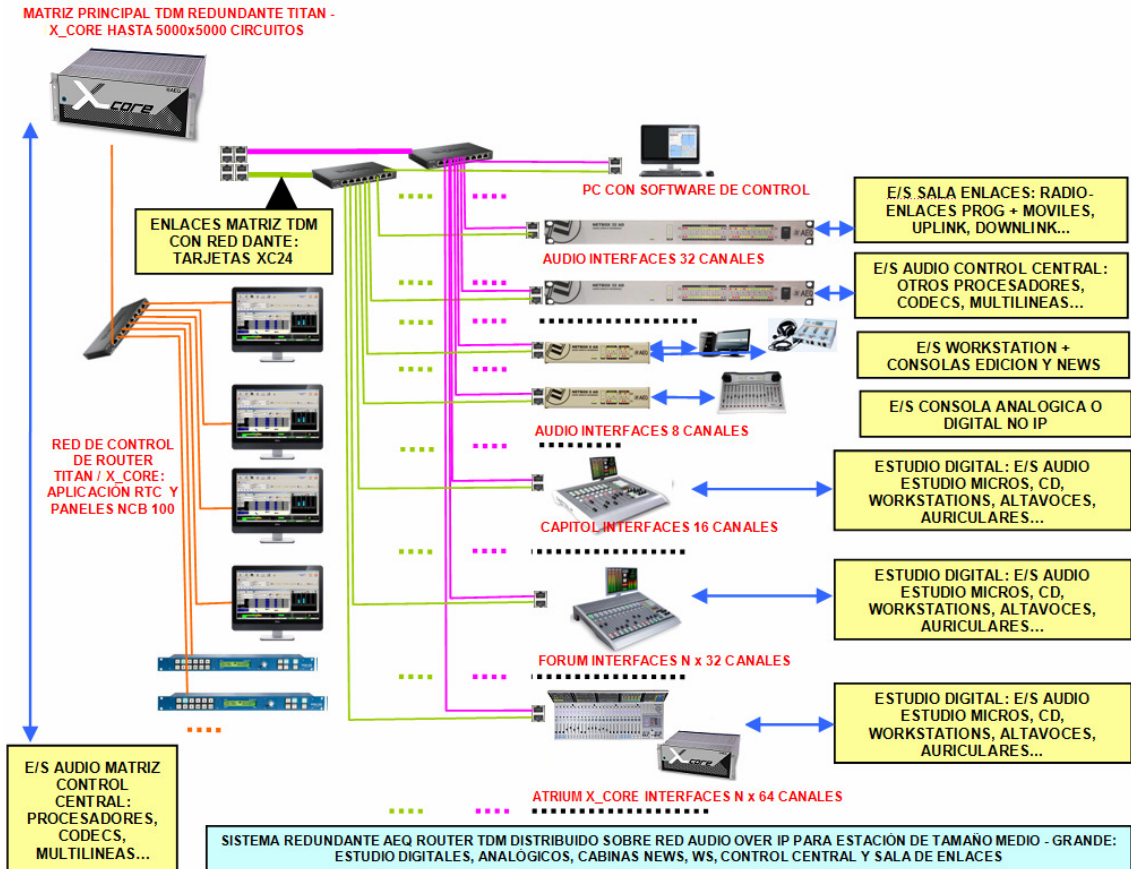 MATRIZ PRINCIPAL TDM REDUNDANTE TITAN -
X_CORE HASTA 5000x5000 CIRCUITOS
AEQ
X core
PC CON SOFTWARE DE CONTROL
ENLACES MATRIZ TDM
CON RED DANTE:
TARJETAS XC24
AEQ
AUDIO INTERFACES 32 CANALES
E/S SALA ENLACES: RADIO-
ENLACES PROG + MOVILES,
UPLINK, DOWNLINK...
AEQ
E/S AUDIO CONTROL CENTRAL:
OTROS PROCESADORES,
CODECS, MULTILINEAS...
E/S WORKSTATION +
CONSOLAS EDICION Y NEWS
AUDIO INTERFACES 8 CANALES
E/S CONSOLA ANALOGICA O
DIGITAL NO IP
RED DE CONTROL
DE ROUTER
TITAN / X_CORE:
APLICACIÓN RTC Y
PANELES NCB 100
CAPITOL INTERFACES 16 CANALES
ESTUDIO DIGITAL: E/S AUDIO
ESTUDIO MICROS, CD,
WORKSTATIONS, ALTAVOCES,
AURICULARES...
FORUM INTERFACES N x 32 CANALES
ESTUDIO DIGITAL: E/S AUDIO
ESTUDIO MICROS, CD,
WORKSTATIONS, ALTAVOCES,
AURICULARES...
X core
ATRIUM X_CORE INTERFACES N x 64 CANALES
ESTUDIO DIGITAL: E/S AUDIO
ESTUDIO MICROS, CD,
WORKSTATIONS, ALTAVOCES,
AURICULARES...
E/S AUDIO MATRIZ
CONTROL
CENTRAL:
PROCESADORES,
CODECS,
MULTILINEAS...
SISTEMA REDUNDANTE AEQ ROUTER TDM DISTRIBUIDO SOBRE RED AUDIO OVER IP PARA ESTACIÓN DE TAMAÑO MEDIO - GRANDE:
ESTUDIO DIGITALES, ANALÓGICOS, CABINAS NEWS, WS, CONTROL CENTRAL Y SALA DE ENLACES